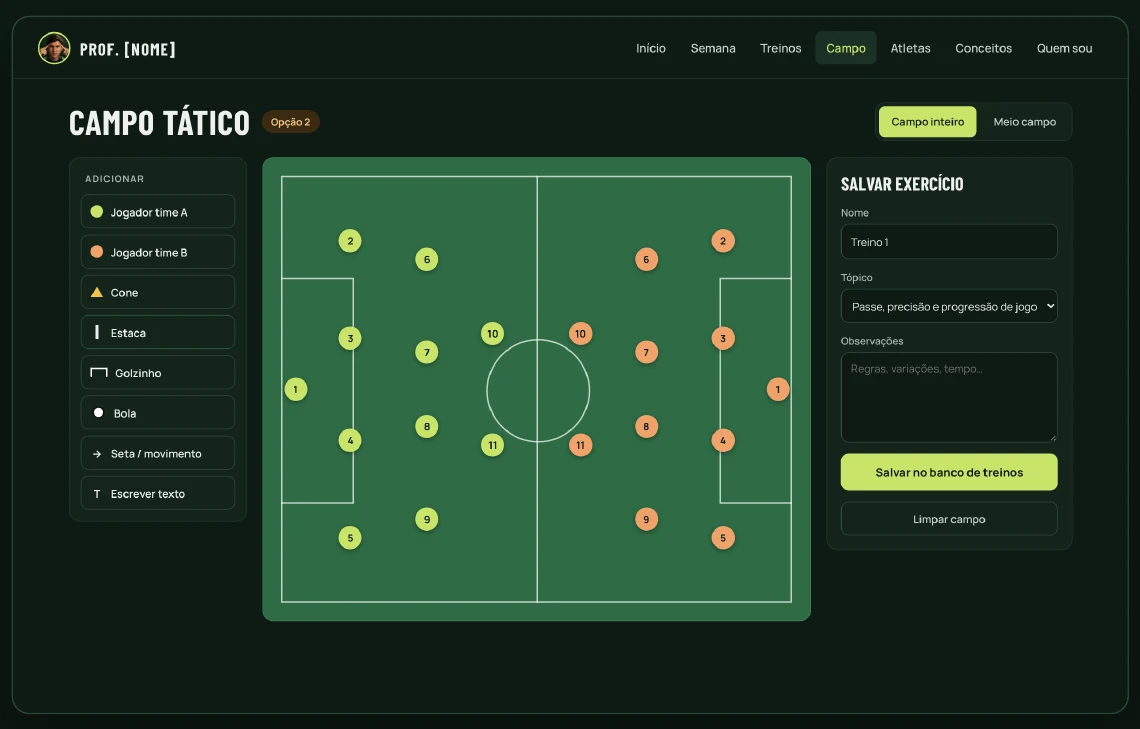 PROF. [NOME]
Início Semana Treinos Campo Atletas Conceitos Quem sou
CAMPO TÁTICO Opção 2
Campo inteiro Meio campo
ADICIONAR
Jogador time A
Jogador time B
Cone
Estaca
Golzinho
Bola
→ Seta / movimento
T Escrever texto
2 2
6 6
10 10
3 3
7 7
1 1
8 8
4 4
11 11
9 9
5 5
SALVAR EXERCÍCIO
Nome
Treino 1
Tópico
Passe, precisão e progressão de jogo
Observações
Regras, variações, tempo...
Salvar no banco de treinos
Limpar campo